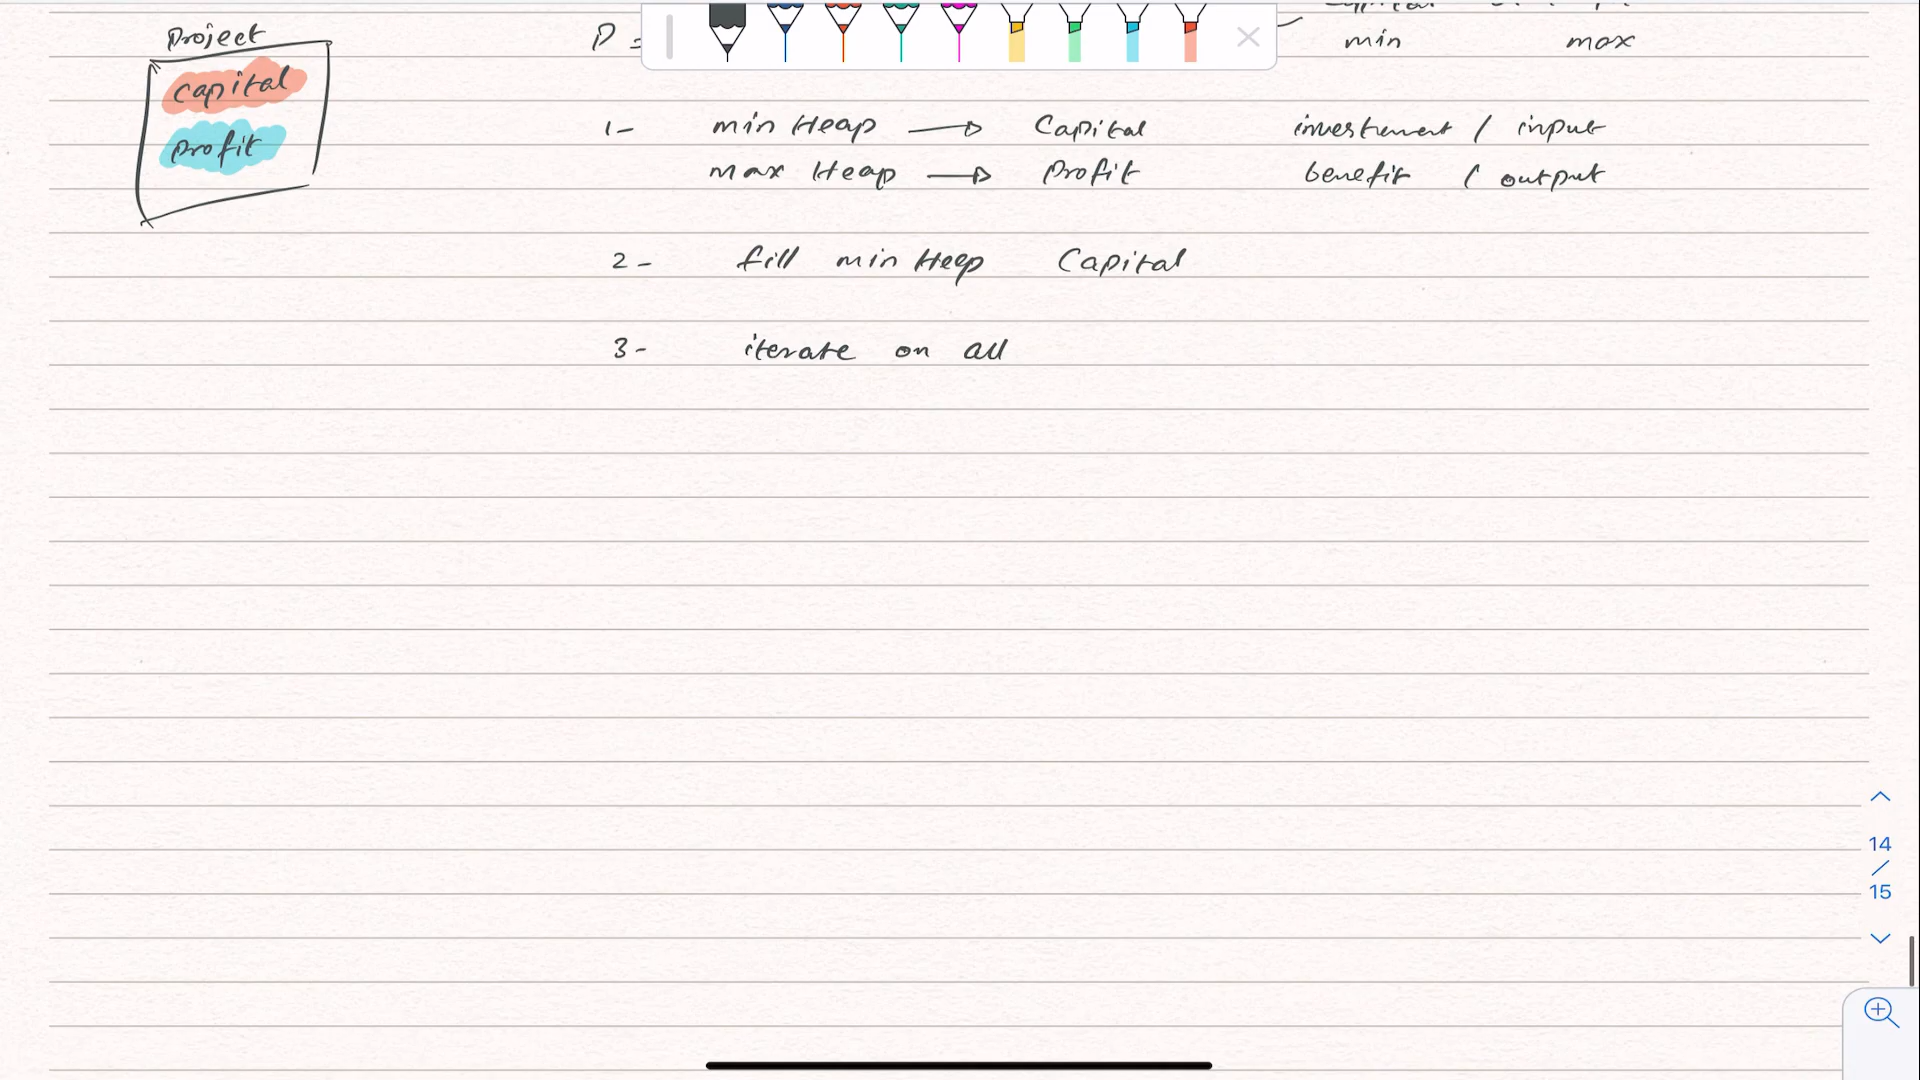 Project
capital
profit
P =
min max
1- min Heap → Capital investment / input
max Heap → Profit benefit / output
2- fill min Heap Capital
3- iterate on all
14
/
15